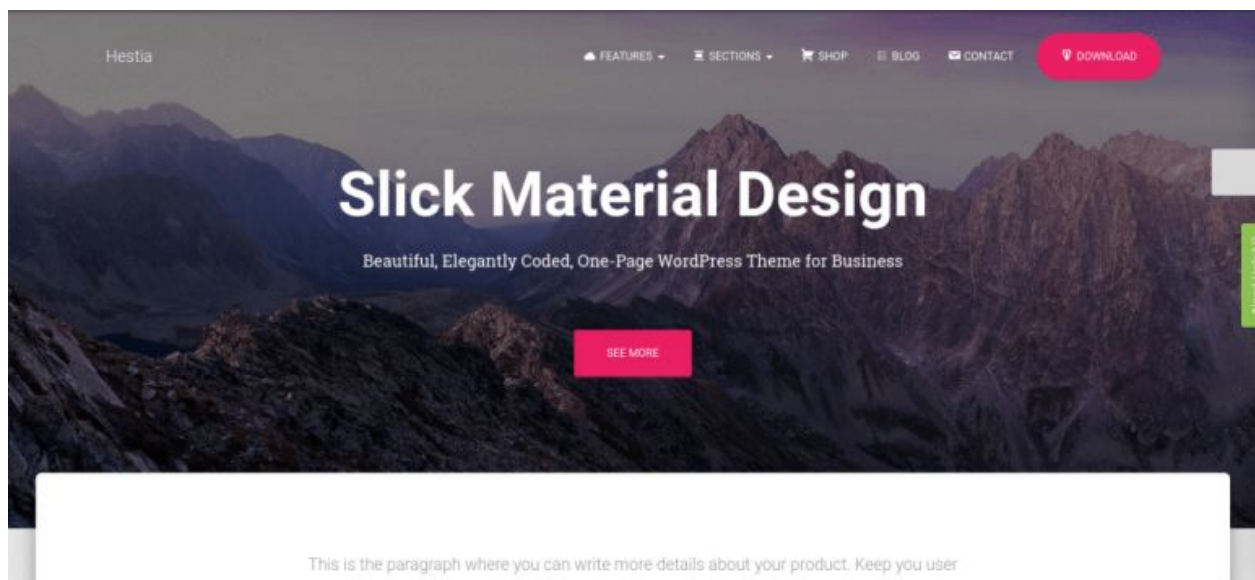 Hestia
FEATURES
SECTIONS
SHOP
BLOG
CONTACT
DOWNLOAD
Slick Material Design
Beautiful, Elegantly Coded, One-Page WordPress Theme for Business
SEE MORE
This is the paragraph where you can write more details about your product. Keep you user